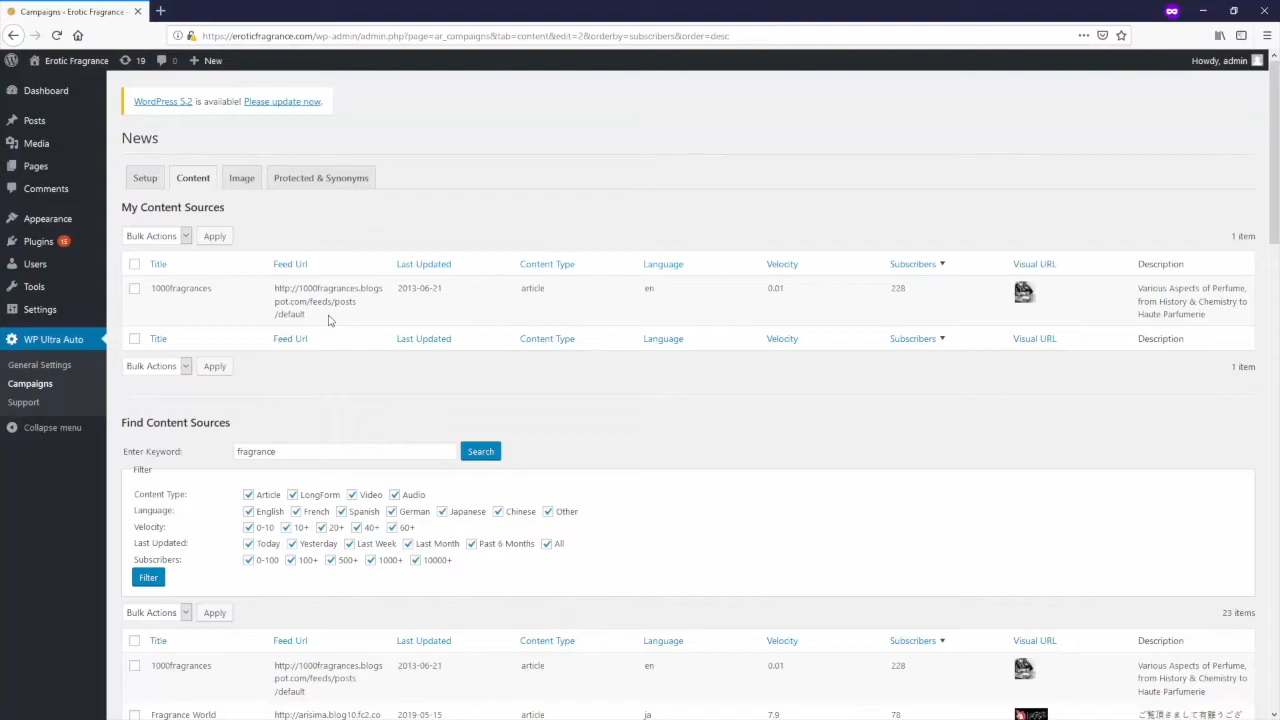 Campaigns ‹ Erotic Fragrance
https://eroticfragrance.com/wp-admin/admin.php?page=ar_campaigns&tab=content&edit=2&orderby=subscribers&order=desc
Erotic Fragrance 19 0 New Howdy, admin
Dashboard
Posts
Media
Pages
Comments
Appearance
Plugins 13
Users
Tools
Settings
WP Ultra Auto
General Settings
Campaigns
Support
Collapse menu
WordPress 5.2 is available! Please update now.
News
Setup Content Image Protected & Synonyms
My Content Sources
Bulk Actions Apply 1 item
Title Feed Url Last Updated Content Type Language Velocity Subscribers Visual URL Description
1000fragrances http://1000fragrances.blogs 2013-06-21 article en 0.01 228 Various Aspects of Perfume,
pot.com/feeds/posts from History & Chemistry to
/default Haute Parfumerie
Title Feed Url Last Updated Content Type Language Velocity Subscribers Visual URL Description
Bulk Actions Apply 1 item
Find Content Sources
Enter Keyword: fragrance Search
Filter
Content Type: Article LongForm Video Audio
Language: English French Spanish German Japanese Chinese Other
Velocity: 0-10 10+ 20+ 40+ 60+
Last Updated: Today Yesterday Last Week Last Month Past 6 Months All
Subscribers: 0-100 100+ 500+ 1000+ 10000+
Filter
Bulk Actions Apply 23 items
Title Feed Url Last Updated Content Type Language Velocity Subscribers Visual URL Description
1000fragrances http://1000fragrances.blogs 2013-06-21 article en 0.01 228 Various Aspects of Perfume,
pot.com/feeds/posts from History & Chemistry to
/default Haute Parfumerie
Fragrance World http://arisima.blog10.fc2.co 2019-05-15 article ja 7.9 78 ご覧頂きまして有難うござ